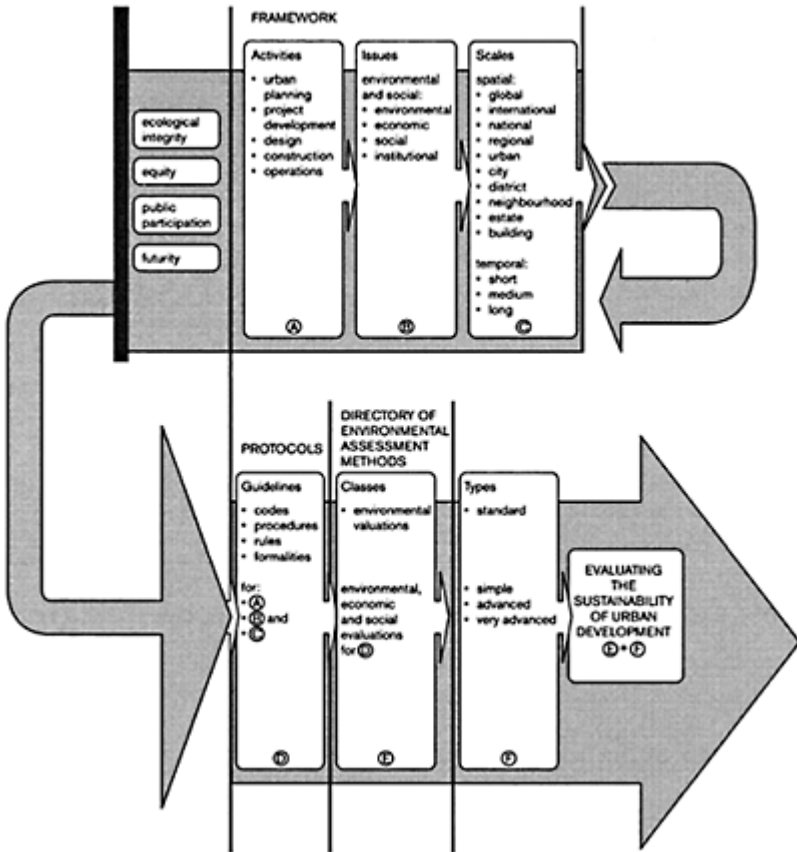 FRAMEWORK
ecological
integrity
equity
public
participation
futurity
Activities
• urban
planning
• project
development
• design
• construction
• operations
A
Issues
environmental
and social:
• environmental
• economic
• social
• institutional
B
Scales
spatial:
• global
• international
• national
• regional
• urban
• city
• district
• neighbourhood
• estate
• building
temporal:
• short
• medium
• long
C
PROTOCOLS
Guidelines
• codes
• procedures
• rules
• formalities
for:
• A
• B and
• C
D
DIRECTORY OF
ENVIRONMENTAL
ASSESSMENT
METHODS
Classes
• environmental
valuations
environmental,
economic
and social
evaluations
for D
E
Types
• standard
• simple
• advanced
• very advanced
F
EVALUATING
THE
SUSTAINABILITY
OF URBAN
DEVELOPMENT
E + F